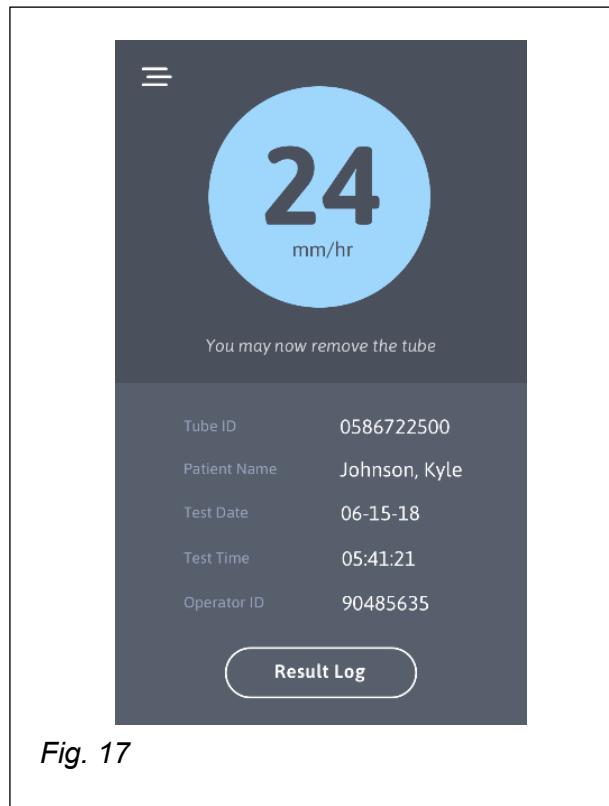 24
mm/hr
You may now remove the tube
Tube ID 0586722500
Patient Name Johnson, Kyle
Test Date 06-15-18
Test Time 05:41:21
Operator ID 90485635
Result Log
Fig. 17